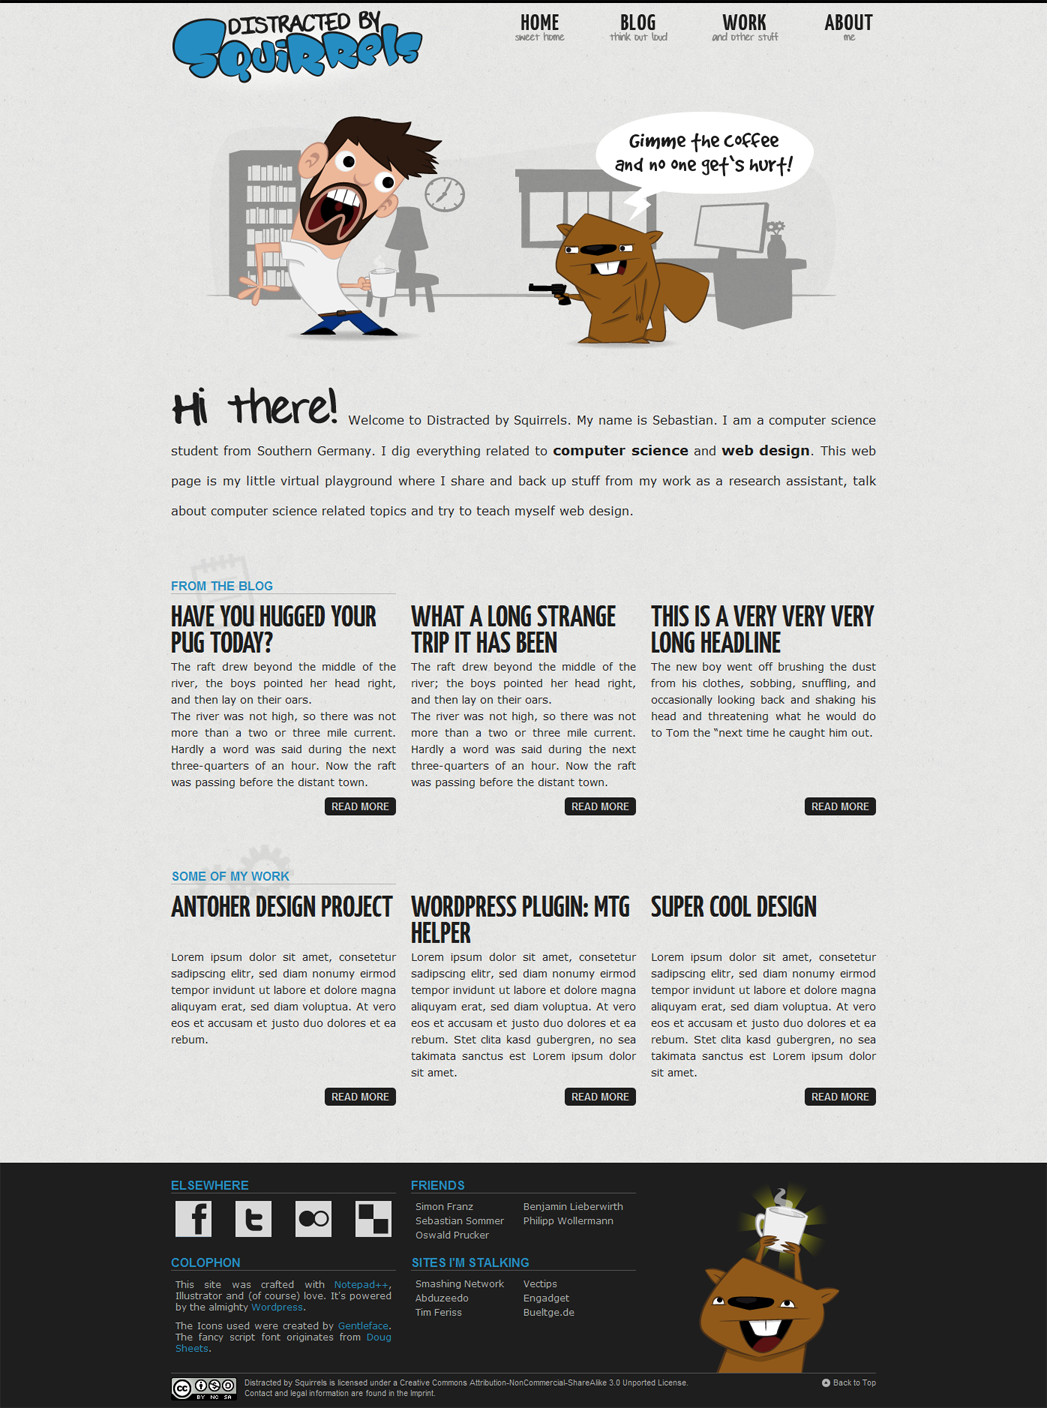 DISTRACTED BY
Squirrels
HOME
sweet home
BLOG
think out loud
WORK
and other stuff
ABOUT
me
Gimme the coffee
and no one get's hurt!
Hi there! Welcome to Distracted by Squirrels. My name is Sebastian. I am a computer science
student from Southern Germany. I dig everything related to computer science and web design. This web
page is my little virtual playground where I share and back up stuff from my work as a research assistant, talk
about computer science related topics and try to teach myself web design.
FROM THE BLOG
HAVE YOU HUGGED YOUR
PUG TODAY?
The raft drew beyond the middle of the
river, the boys pointed her head right,
and then lay on their oars.
The river was not high, so there was not
more than a two or three mile current.
Hardly a word was said during the next
three-quarters of an hour. Now the raft
was passing before the distant town.
READ MORE
WHAT A LONG STRANGE
TRIP IT HAS BEEN
The raft drew beyond the middle of the
river; the boys pointed her head right,
and then lay on their oars.
The river was not high, so there was not
more than a two or three mile current.
Hardly a word was said during the next
three-quarters of an hour. Now the raft
was passing before the distant town.
READ MORE
THIS IS A VERY VERY VERY
LONG HEADLINE
The new boy went off brushing the dust
from his clothes, sobbing, snuffling, and
occasionally looking back and shaking his
head and threatening what he would do
to Tom the “next time he caught him out.
READ MORE
SOME OF MY WORK
ANTOHER DESIGN PROJECT
Lorem ipsum dolor sit amet, consetetur
sadipscing elitr, sed diam nonumy eirmod
tempor invidunt ut labore et dolore magna
aliquyam erat, sed diam voluptua. At vero
eos et accusam et justo duo dolores et ea
rebum.
READ MORE
WORDPRESS PLUGIN: MTG
HELPER
Lorem ipsum dolor sit amet, consetetur
sadipscing elitr, sed diam nonumy eirmod
tempor invidunt ut labore et dolore magna
aliquyam erat, sed diam voluptua. At vero
eos et accusam et justo duo dolores et ea
rebum. Stet clita kasd gubergren, no sea
takimata sanctus est Lorem ipsum dolor
sit amet.
READ MORE
SUPER COOL DESIGN
Lorem ipsum dolor sit amet, consetetur
sadipscing elitr, sed diam nonumy eirmod
tempor invidunt ut labore et dolore magna
aliquyam erat, sed diam voluptua. At vero
eos et accusam et justo duo dolores et ea
rebum. Stet clita kasd gubergren, no sea
takimata sanctus est Lorem ipsum dolor
sit amet.
READ MORE
ELSEWHERE
f
t
COLOPHON
This site was crafted with Notepad++,
Illustrator and (of course) love. It's powered
by the almighty Wordpress.
The Icons used were created by Gentleface.
The fancy script font originates from Doug
Sheets.
FRIENDS
Simon Franz
Sebastian Sommer
Oswald Prucker
Benjamin Lieberwirth
Philipp Wollermann
SITES I'M STALKING
Smashing Network
Abduzeedo
Tim Feriss
Vectips
Engadget
Bueltge.de
cc
BY NC SA
Distracted by Squirrels is licensed under a Creative Commons Attribution-NonCommercial-ShareAlike 3.0 Unported License.
Contact and legal information are found in the Imprint.
Back to Top